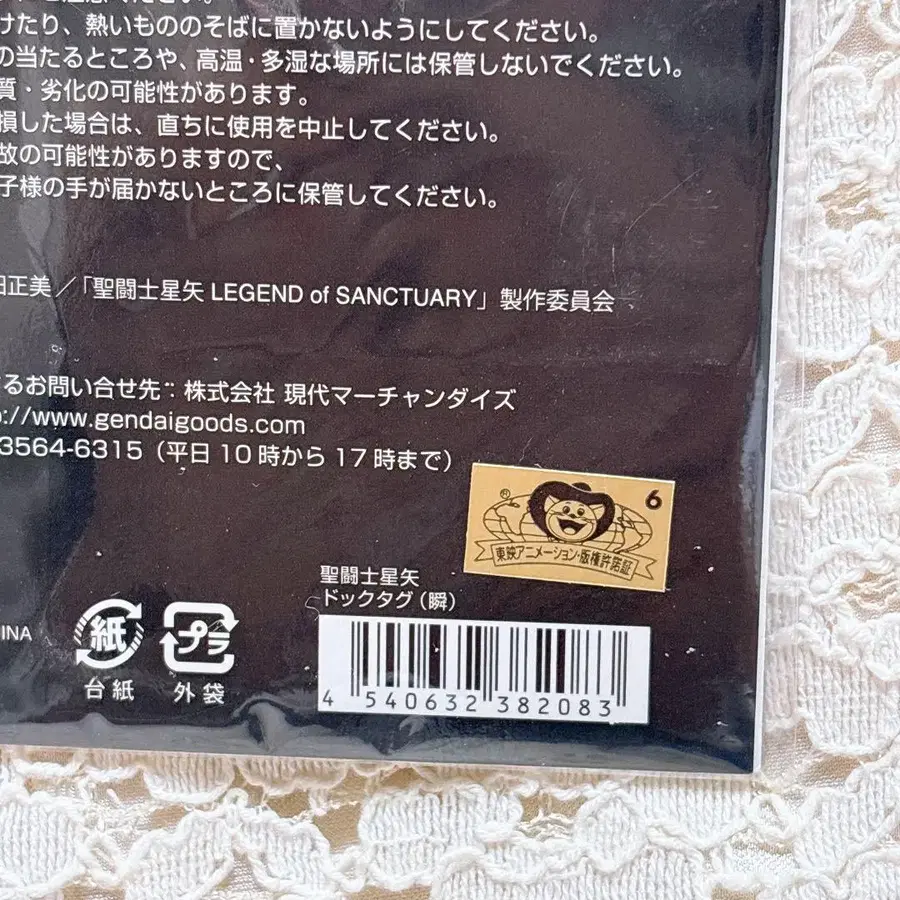 けたり、熱いもののそばに置かないようにしてください。
の当たるところや、高温・多湿な場所には保管しないでください。
質・劣化の可能性があります。
損した場合は、直ちに使用を中止してください。
故の可能性がありますので、
子様の手が届かないところに保管してください。
田正美／「聖闘士星矢 LEGEND of SANCTUARY」製作委員会
るお問い合せ先：株式会社 現代マーチャンダイズ
://www.gendaigoods.com
3564-6315（平日10時から17時まで）
® 6
東映アニメーション・版権許諾証
聖闘士星矢
ドックタグ（瞬）
INA
紙
プラ
台紙
外袋
4 540632 382083